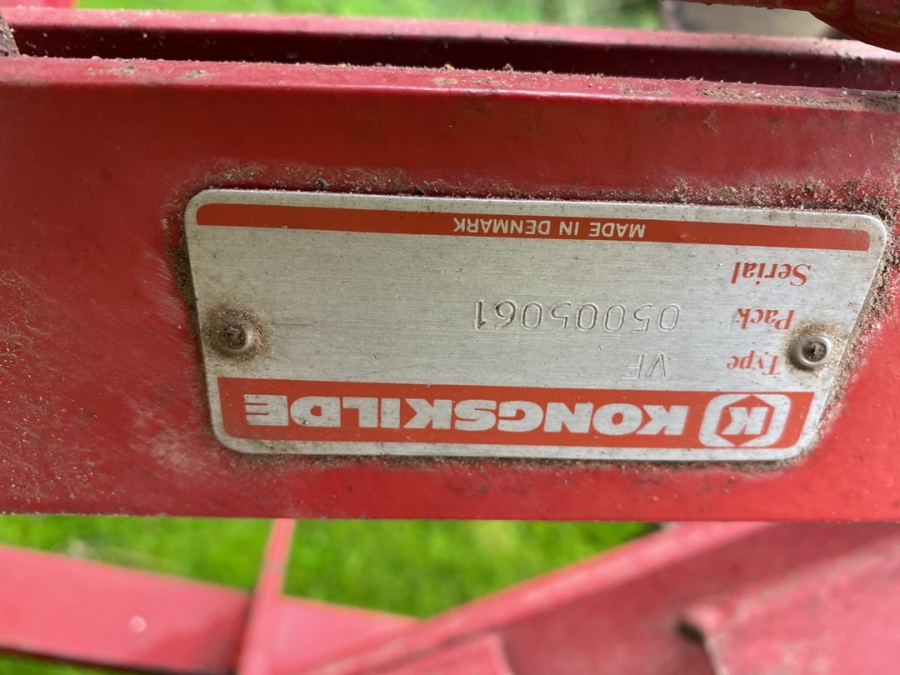 KONGSKILDE
Type VF
Pack 05005061
Serial
MADE IN DENMARK